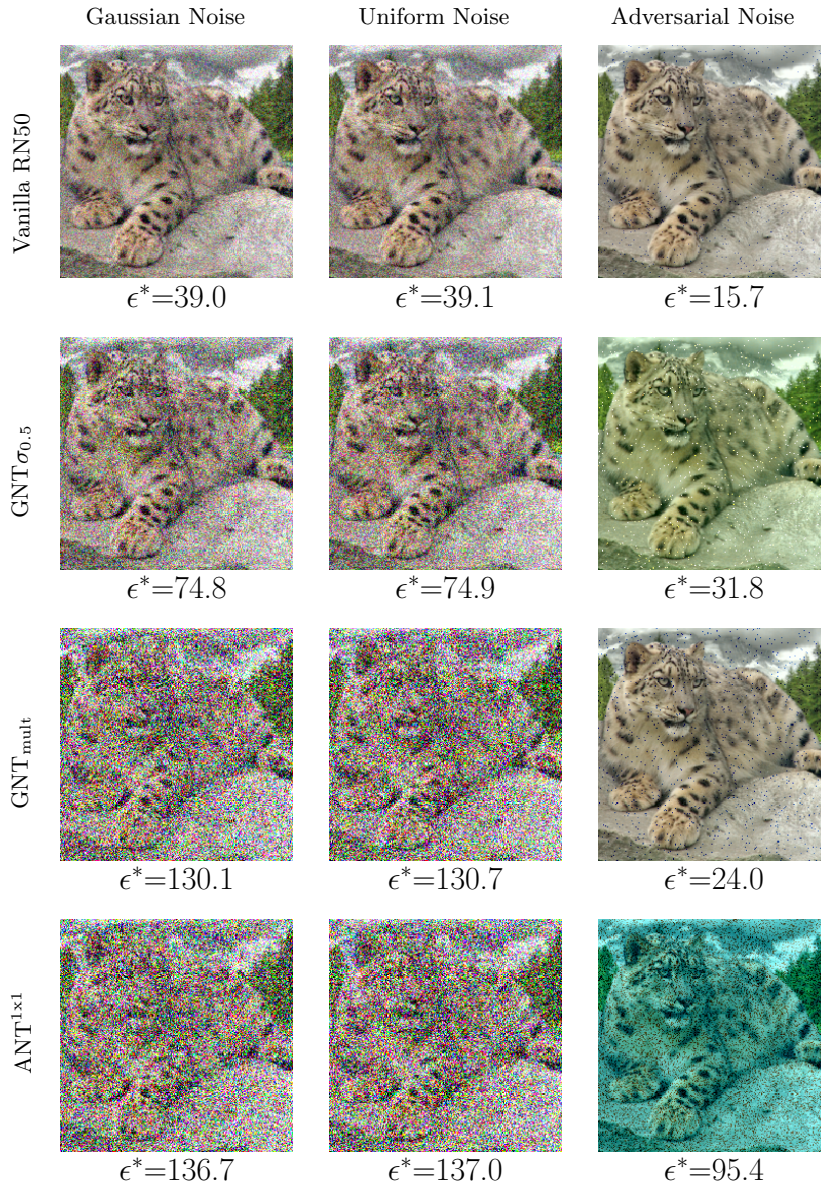 Gaussian Noise Uniform Noise Adversarial Noise
Vanilla RN50
ϵ*=39.0 ϵ*=39.1 ϵ*=15.7
GNTσ0.5
ϵ*=74.8 ϵ*=74.9 ϵ*=31.8
GNTmult
ϵ*=130.1 ϵ*=130.7 ϵ*=24.0
ANT1x1
ϵ*=136.7 ϵ*=137.0 ϵ*=95.4